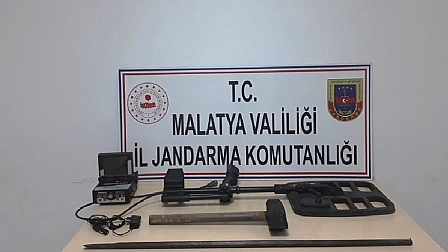 T.C.
MALATYA VALİLİĞİ
İL JANDARMA KOMUTANLIĞI